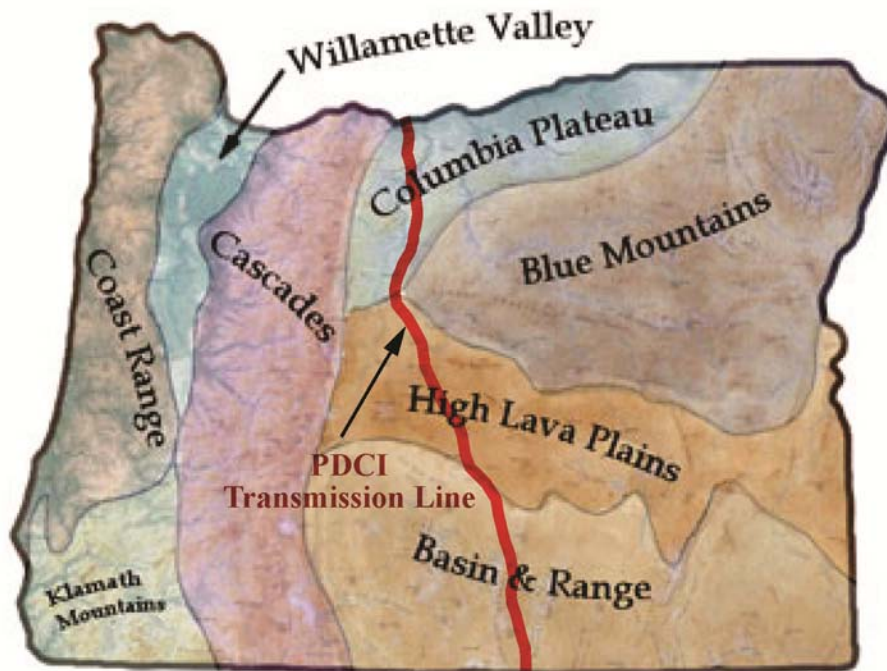 Willamette Valley
Columbia Plateau
Blue Mountains
Cascades
Coast Range
High Lava Plains
PDCI
Transmission Line
Basin & Range
Klamath
Mountains